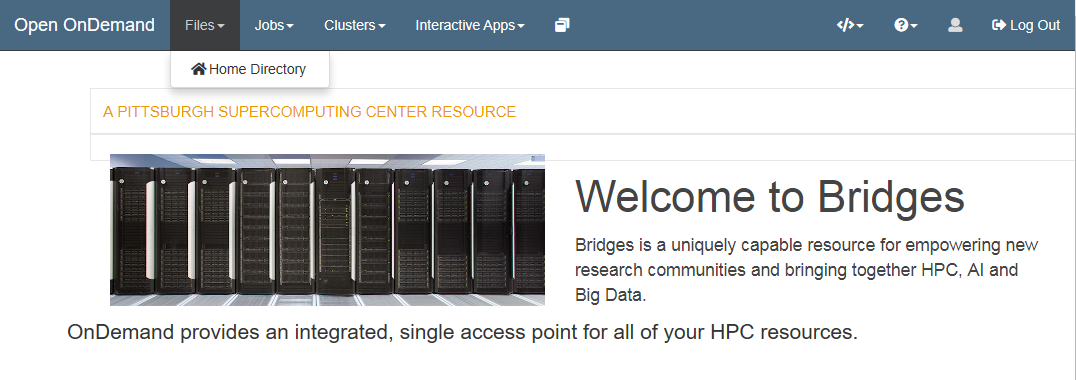 Open OnDemand Files Jobs Clusters Interactive Apps Log Out
Home Directory
A PITTSBURGH SUPERCOMPUTING CENTER RESOURCE
Welcome to Bridges
Bridges is a uniquely capable resource for empowering new
research communities and bringing together HPC, AI and
Big Data.
OnDemand provides an integrated, single access point for all of your HPC resources.